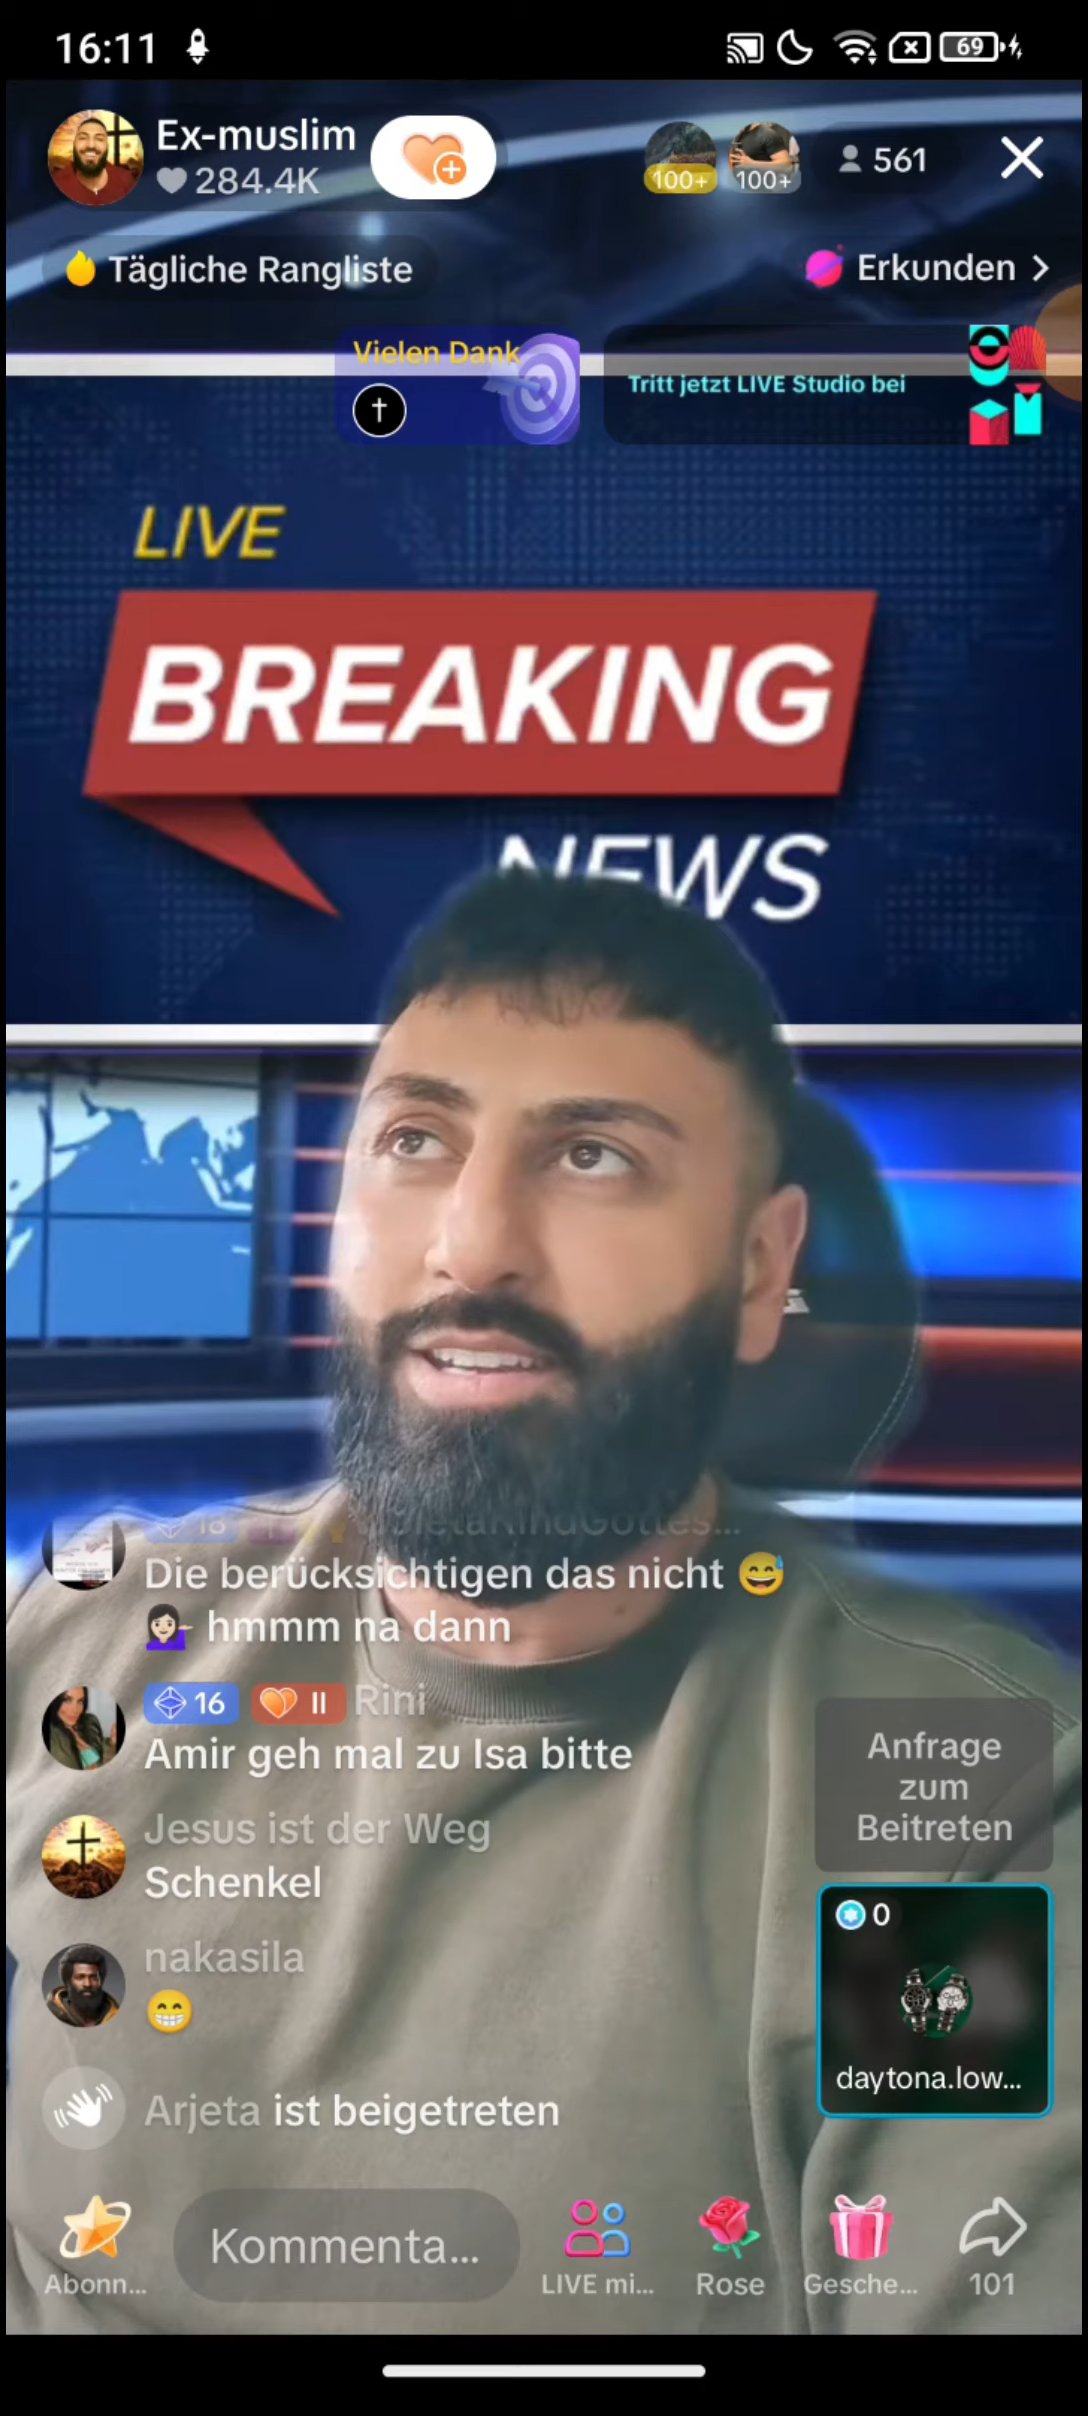 16:11
69
Ex-muslim
284.4K
100+
100+
561
Tägliche Rangliste
Erkunden
Vielen Dank
Tritt jetzt LIVE Studio bei
LIVE
BREAKING
NEWS
18
Die berücksichtigen das nicht 😅
💁🏻‍♀️ hmmm na dann
16 II Rini
Amir geh mal zu Isa bitte
Jesus ist der Weg
Schenkel
nakasila
😁
Arjeta ist beigetreten
Anfrage
zum
Beitreten
0
daytona.low...
Abonn...
Kommenta...
LIVE mi...
Rose
Gesche...
101